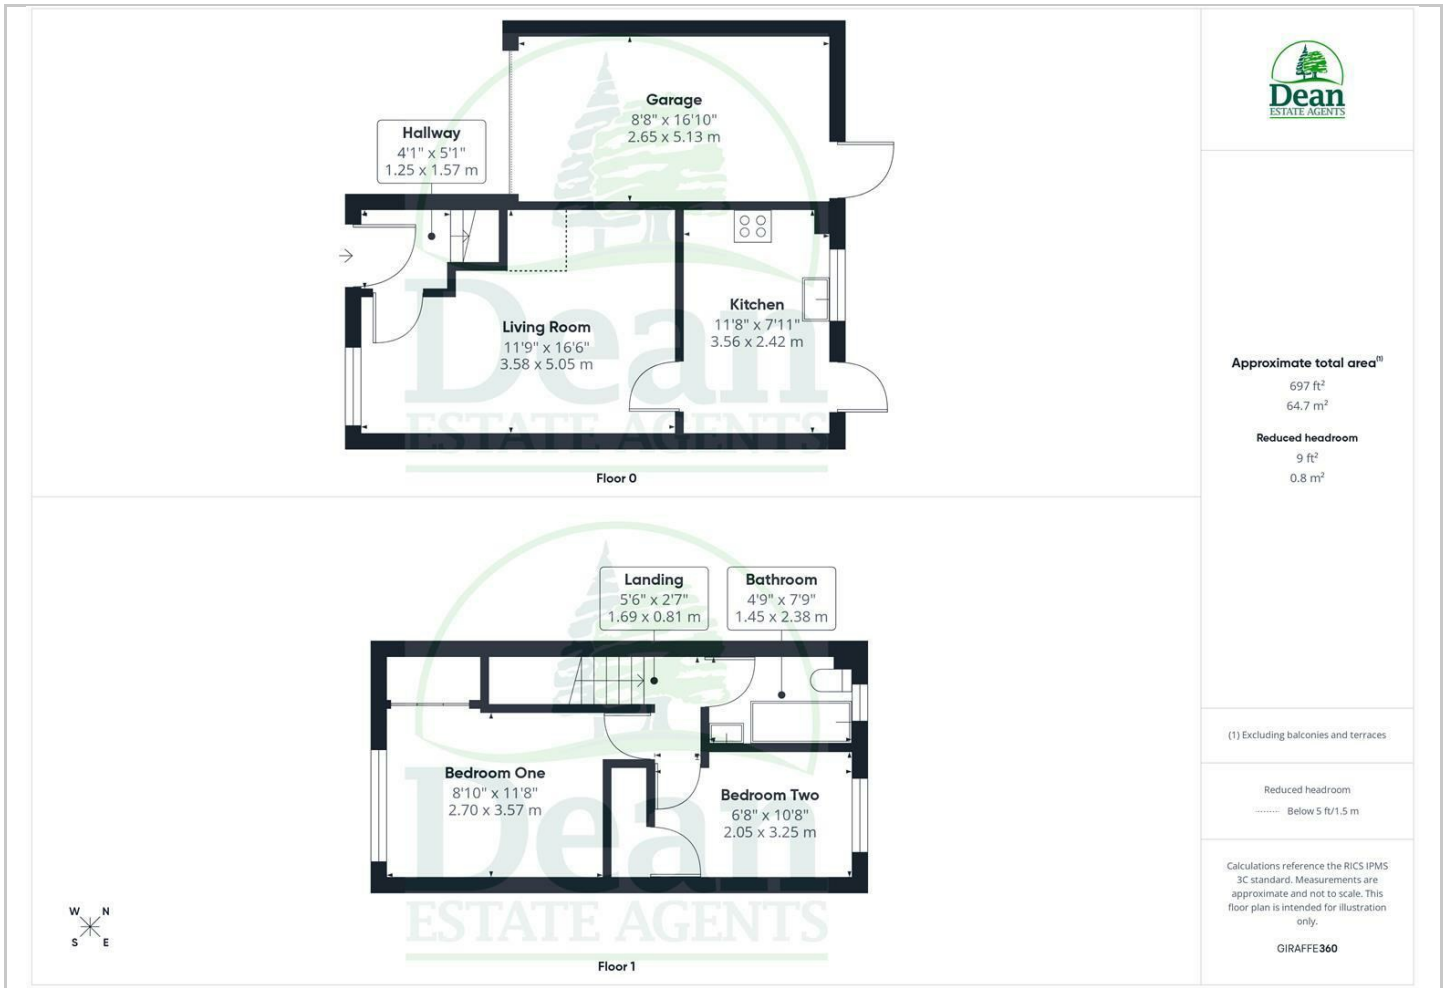 Garage
8'8" x 16'10"
2.65 x 5.13 m
Hallway
4'1" x 5'1"
1.25 x 1.57 m
Living Room
11'9" x 16'6"
3.58 x 5.05 m
Kitchen
11'8" x 7'11"
3.56 x 2.42 m
Dean
ESTATE AGENTS
Floor 0
Landing
5'6" x 2'7"
1.69 x 0.81 m
Bathroom
4'9" x 7'9"
1.45 x 2.38 m
Bedroom One
8'10" x 11'8"
2.70 x 3.57 m
Bedroom Two
6'8" x 10'8"
2.05 x 3.25 m
Dean
ESTATE AGENTS
W N
S E
Floor 1
Dean
ESTATE AGENTS
Approximate total area(1)
697 ft²
64.7 m²
Reduced headroom
9 ft²
0.8 m²
(1) Excluding balconies and terraces
Reduced headroom
Below 5 ft/1.5 m
Calculations reference the RICS IPMS
3C standard. Measurements are
approximate and not to scale. This
floor plan is intended for illustration
only.
GIRAFFE360